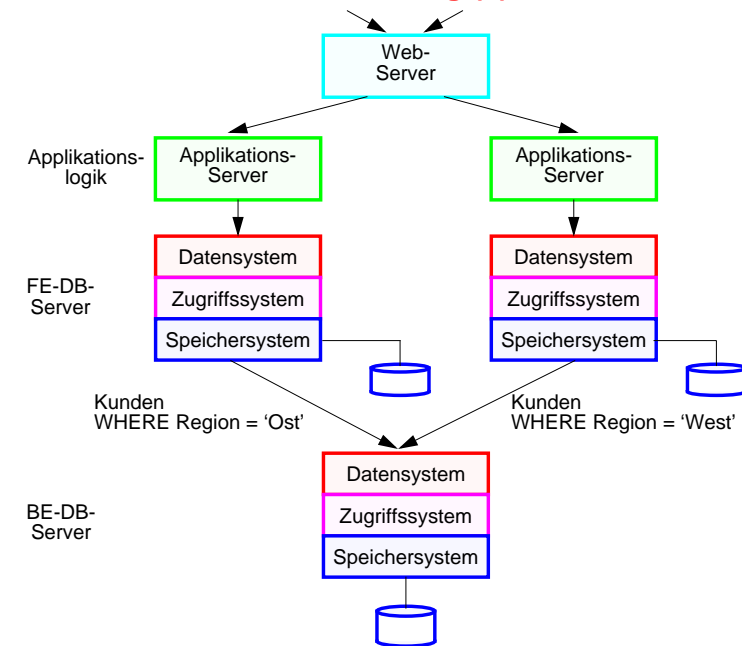 Web-
Server
Applikations-
logik
Applikations-
Server
Applikations-
Server
FE-DB-
Server
Datensystem
Zugriffssystem
Speichersystem
Datensystem
Zugriffssystem
Speichersystem
Kunden
WHERE Region = ‘Ost’
Kunden
WHERE Region = ‘West’
BE-DB-
Server
Datensystem
Zugriffssystem
Speichersystem